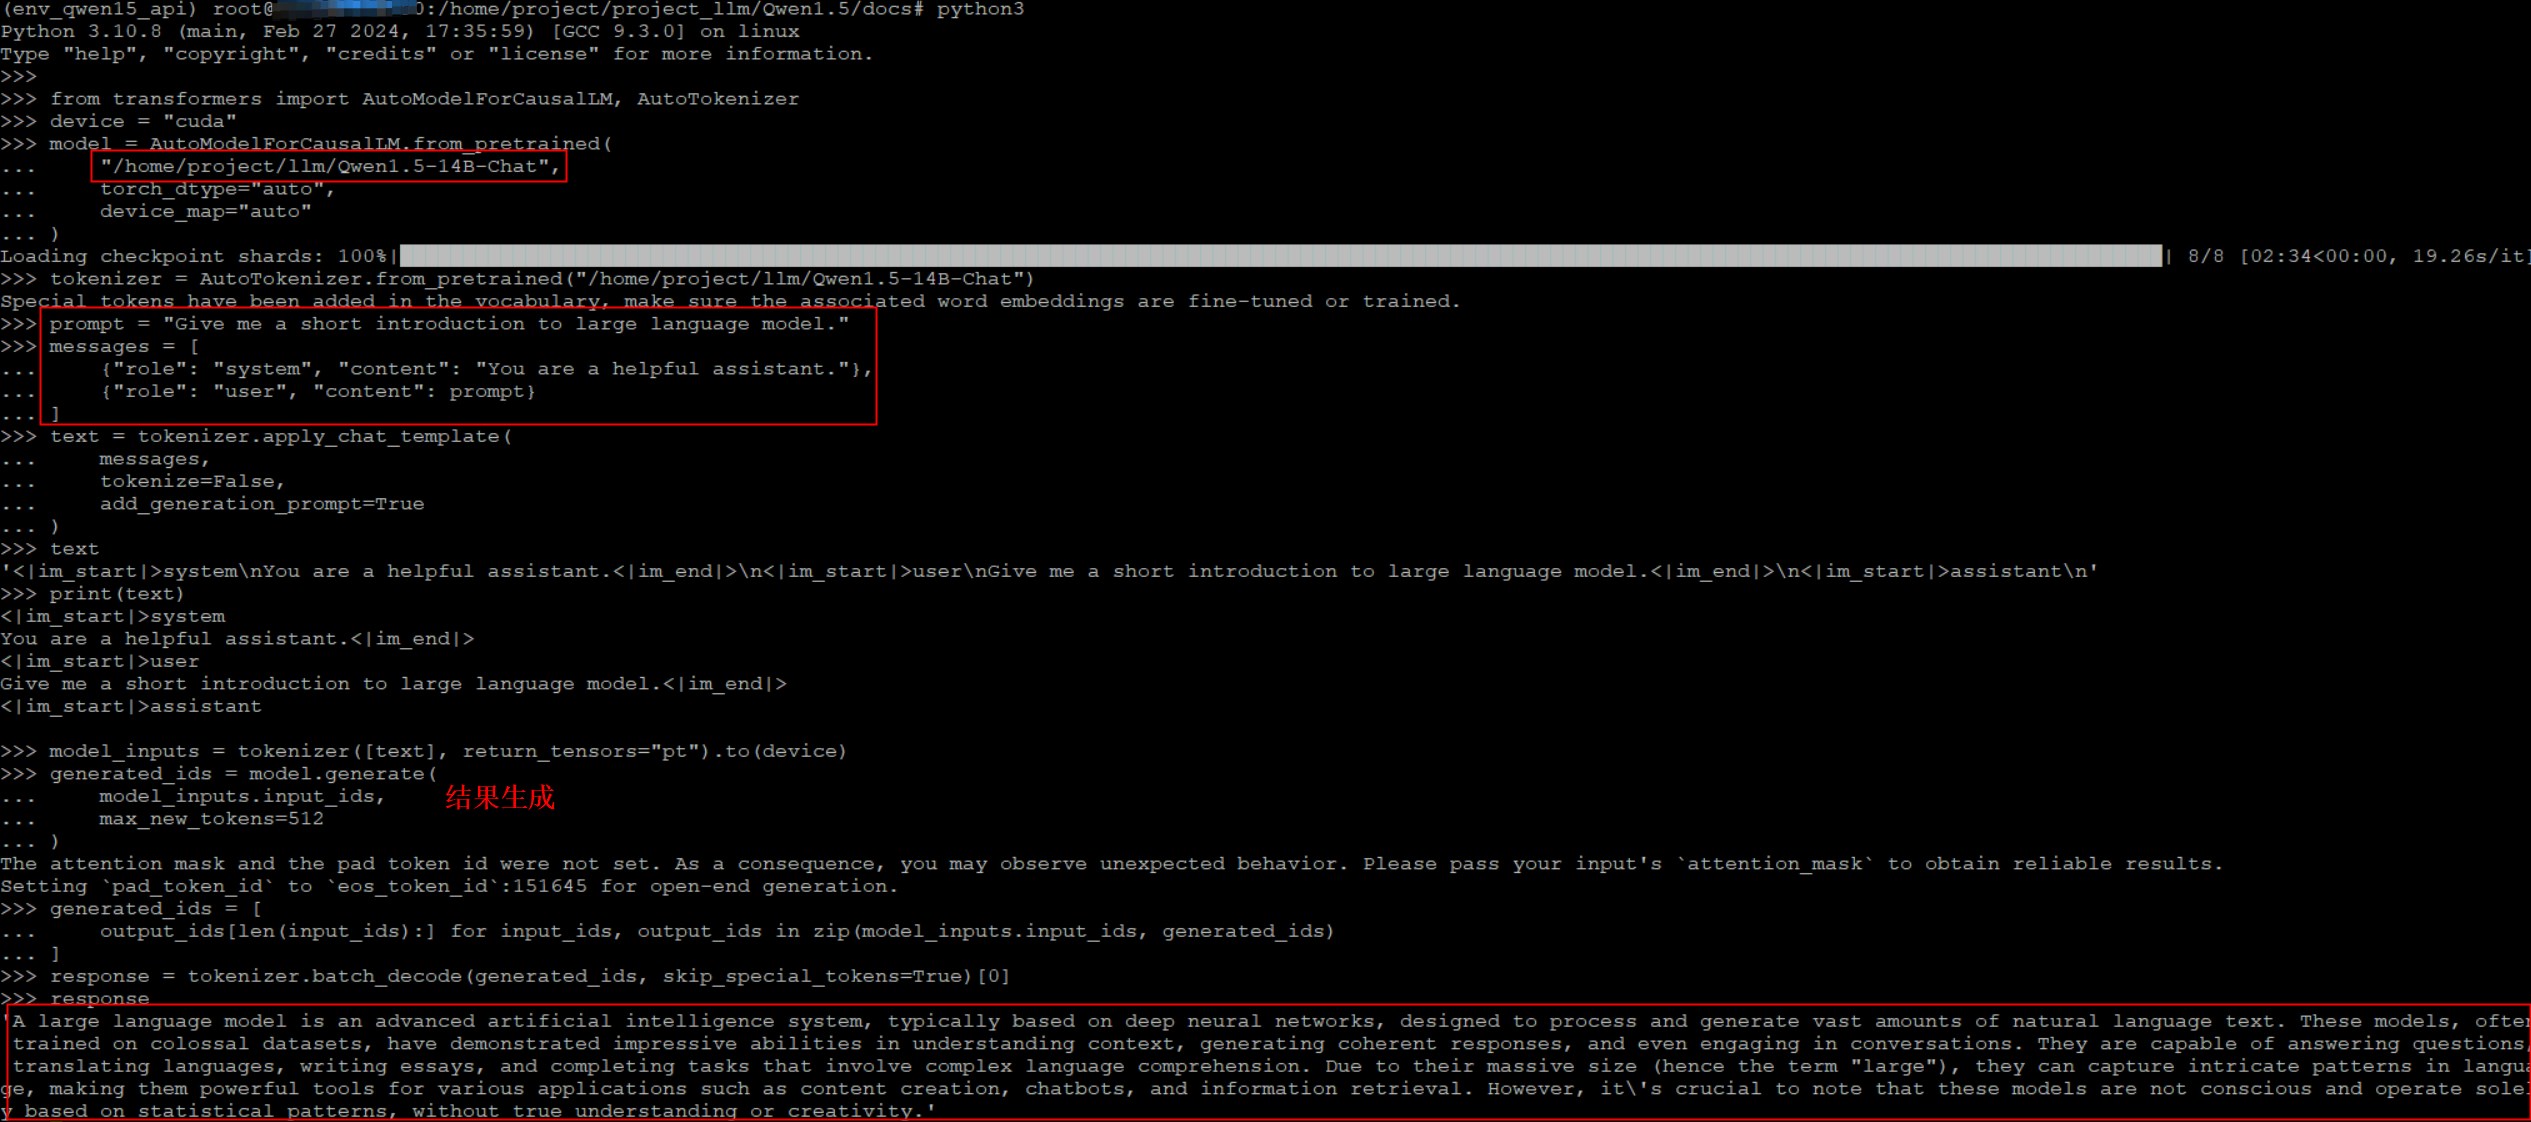 (env_qwen15_api) root@ 0:/home/project/project_llm/Qwen1.5/docs# python3
Python 3.10.8 (main, Feb 27 2024, 17:35:59) [GCC 9.3.0] on linux
Type "help", "copyright", "credits" or "license" for more information.
>>>
>>> from transformers import AutoModelForCausalLM, AutoTokenizer
>>> device = "cuda"
>>> model = AutoModelForCausalLM.from_pretrained(
...     "/home/project/llm/Qwen1.5-14B-Chat",
...     torch_dtype="auto",
...     device_map="auto"
... )
Loading checkpoint shards: 100%| | 8/8 [02:34<00:00, 19.26s/it]
>>> tokenizer = AutoTokenizer.from_pretrained("/home/project/llm/Qwen1.5-14B-Chat")
Special tokens have been added in the vocabulary, make sure the associated word embeddings are fine-tuned or trained.
>>> prompt = "Give me a short introduction to large language model."
>>> messages = [
...     {"role": "system", "content": "You are a helpful assistant."},
...     {"role": "user", "content": prompt}
... ]
>>> text = tokenizer.apply_chat_template(
...     messages,
...     tokenize=False,
...     add_generation_prompt=True
... )
>>> text
'<|im_start|>system\nYou are a helpful assistant.<|im_end|>\n<|im_start|>user\nGive me a short introduction to large language model.<|im_end|>\n<|im_start|>assistant\n'
>>> print(text)
<|im_start|>system
You are a helpful assistant.<|im_end|>
<|im_start|>user
Give me a short introduction to large language model.<|im_end|>
<|im_start|>assistant
>>> model_inputs = tokenizer([text], return_tensors="pt").to(device)
>>> generated_ids = model.generate(
...     model_inputs.input_ids, 结果生成
...     max_new_tokens=512
... )
The attention mask and the pad token id were not set. As a consequence, you may observe unexpected behavior. Please pass your input's `attention_mask` to obtain reliable results.
Setting `pad_token_id` to `eos_token_id`:151645 for open-end generation.
>>> generated_ids = [
...     output_ids[len(input_ids):] for input_ids, output_ids in zip(model_inputs.input_ids, generated_ids)
... ]
>>> response = tokenizer.batch_decode(generated_ids, skip_special_tokens=True)[0]
>>> response
'A large language model is an advanced artificial intelligence system, typically based on deep neural networks, designed to process and generate vast amounts of natural language text. These models, often
trained on colossal datasets, have demonstrated impressive abilities in understanding context, generating coherent responses, and even engaging in conversations. They are capable of answering questions,
translating languages, writing essays, and completing tasks that involve complex language comprehension. Due to their massive size (hence the term "large"), they can capture intricate patterns in langua
ge, making them powerful tools for various applications such as content creation, chatbots, and information retrieval. However, it\'s crucial to note that these models are not conscious and operate solel
y based on statistical patterns, without true understanding or creativity.'